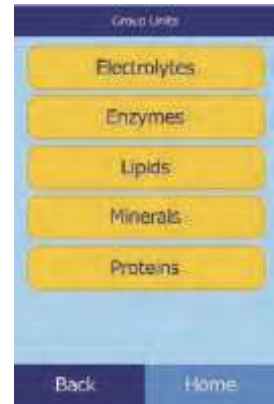 Group Units
Electrolytes
Enzymes
Lipids
Minerals
Proteins
Back Home